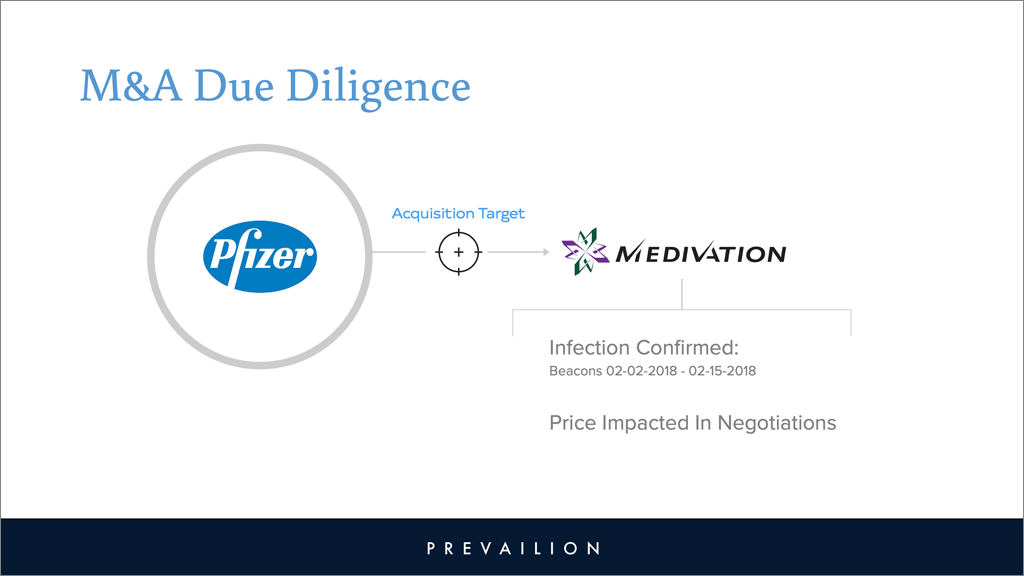 M&A Due Diligence
Acquisition Target
Pfizer
MEDIVATION
Infection Confirmed:
Beacons 02-02-2018 - 02-15-2018
Price Impacted In Negotiations
PREVAILION